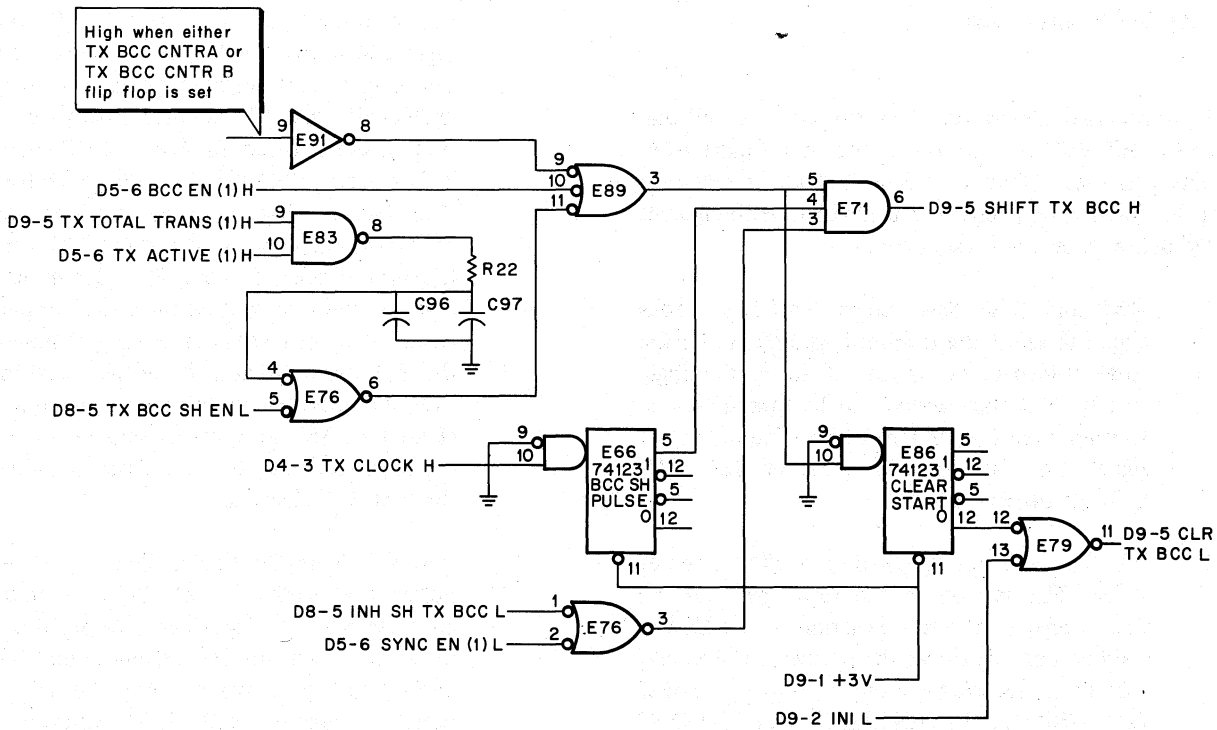 High when either
TX BCC CNTRA or
TX BCC CNTR B
flip flop is set
9
E91
8
D5-6 BCC EN (1) H
9
10
11
E89
3
D9-5 TX TOTAL TRANS (1) H
D5-6 TX ACTIVE (1) H
9
10
E83
8
R22
C96
C97
5
4
3
E71
6
D9-5 SHIFT TX BCC H
D8-5 TX BCC SH EN L
4
5
E76
6
D4-3 TX CLOCK H
9
10
E66
74123
BCC SH
PULSE
1
0
5
12
5
12
11
9
10
E86
74123
CLEAR
START
1
0
5
12
5
12
11
12
13
E79
11
D9-5 CLR
TX BCC L
D8-5 INH SH TX BCC L
D5-6 SYNC EN (1) L
1
2
E76
3
D9-1 +3V
D9-2 INI L